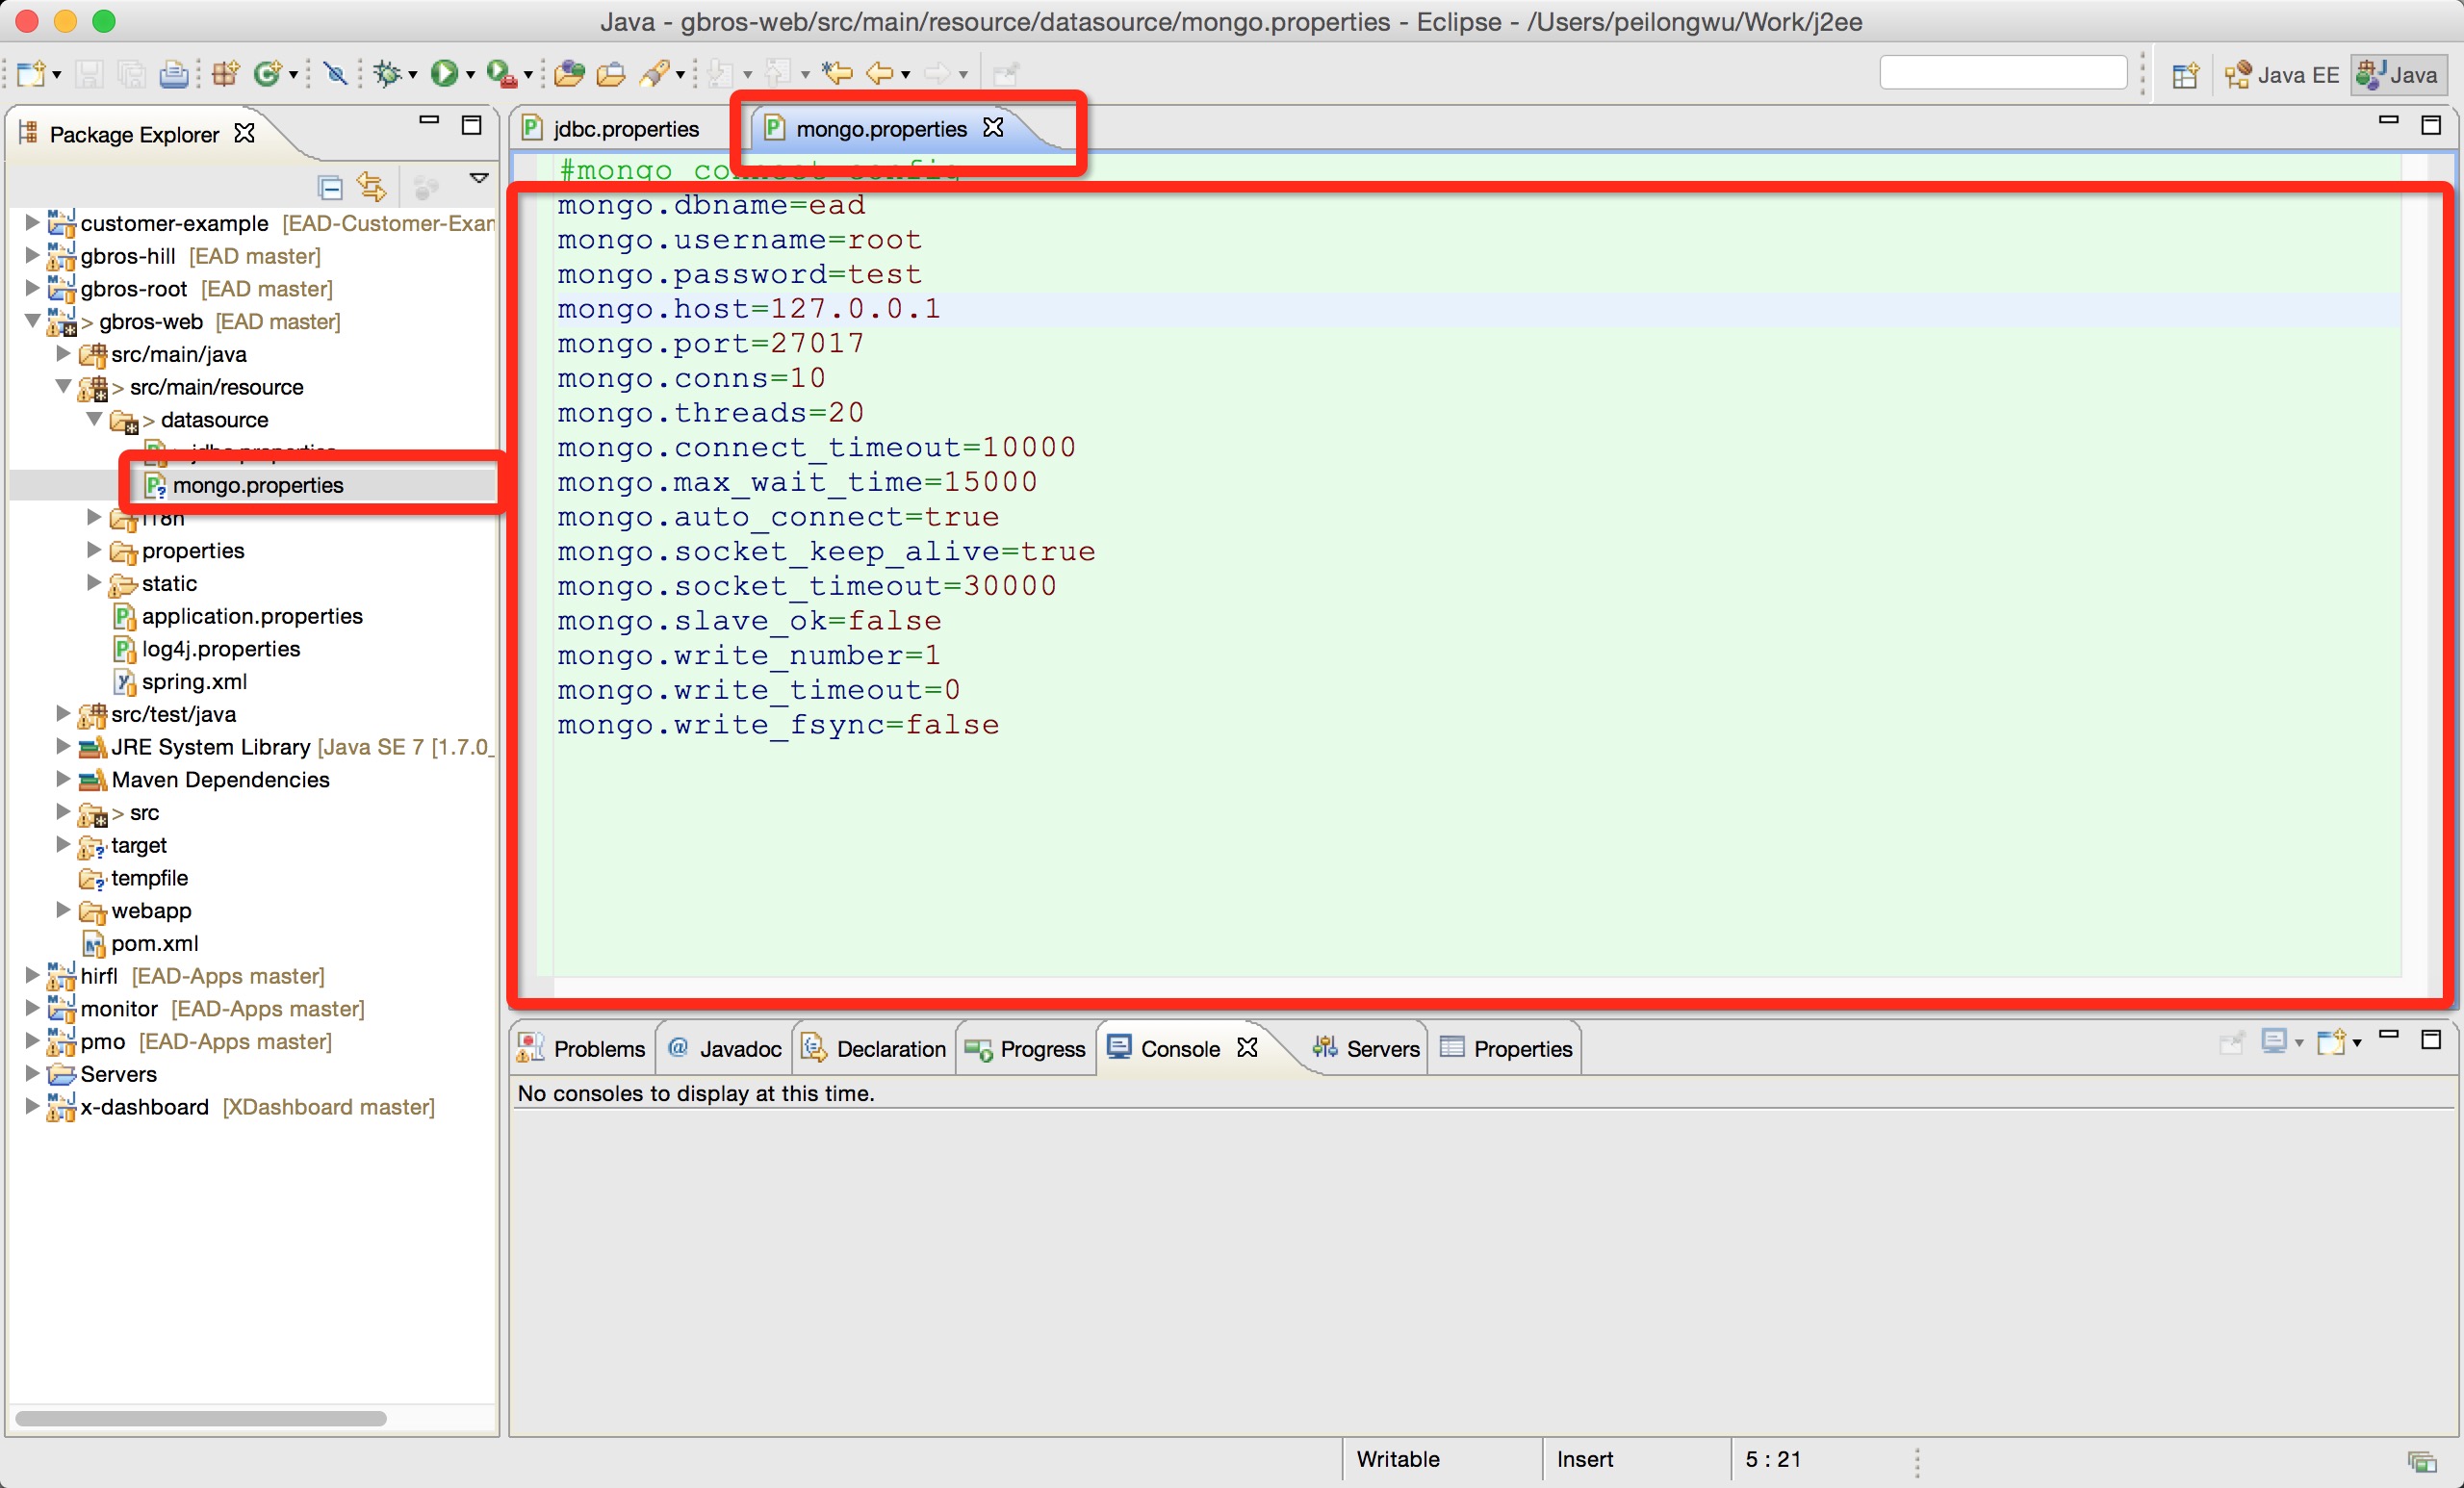 Java - gbros-web/src/main/resource/datasource/mongo.properties - Eclipse - /Users/peilongwu/Work/j2ee
Java EE
Java
Package Explorer
customer-example [EAD-Customer-Exam
gbros-hill [EAD master]
gbros-root [EAD master]
> gbros-web [EAD master]
src/main/java
> src/main/resource
> datasource
jdbc.properties
mongo.properties
i18n
properties
static
application.properties
log4j.properties
spring.xml
src/test/java
JRE System Library [Java SE 7 [1.7.0_
Maven Dependencies
> src
target
tempfile
webapp
pom.xml
hirfl [EAD-Apps master]
monitor [EAD-Apps master]
pmo [EAD-Apps master]
Servers
x-dashboard [XDashboard master]
jdbc.properties
mongo.properties
#mongo connect config
mongo.dbname=ead
mongo.username=root
mongo.password=test
mongo.host=127.0.0.1
mongo.port=27017
mongo.conns=10
mongo.threads=20
mongo.connect_timeout=10000
mongo.max_wait_time=15000
mongo.auto_connect=true
mongo.socket_keep_alive=true
mongo.socket_timeout=30000
mongo.slave_ok=false
mongo.write_number=1
mongo.write_timeout=0
mongo.write_fsync=false
Problems
Javadoc
Declaration
Progress
Console
Servers
Properties
No consoles to display at this time.
Writable
Insert
5 : 21